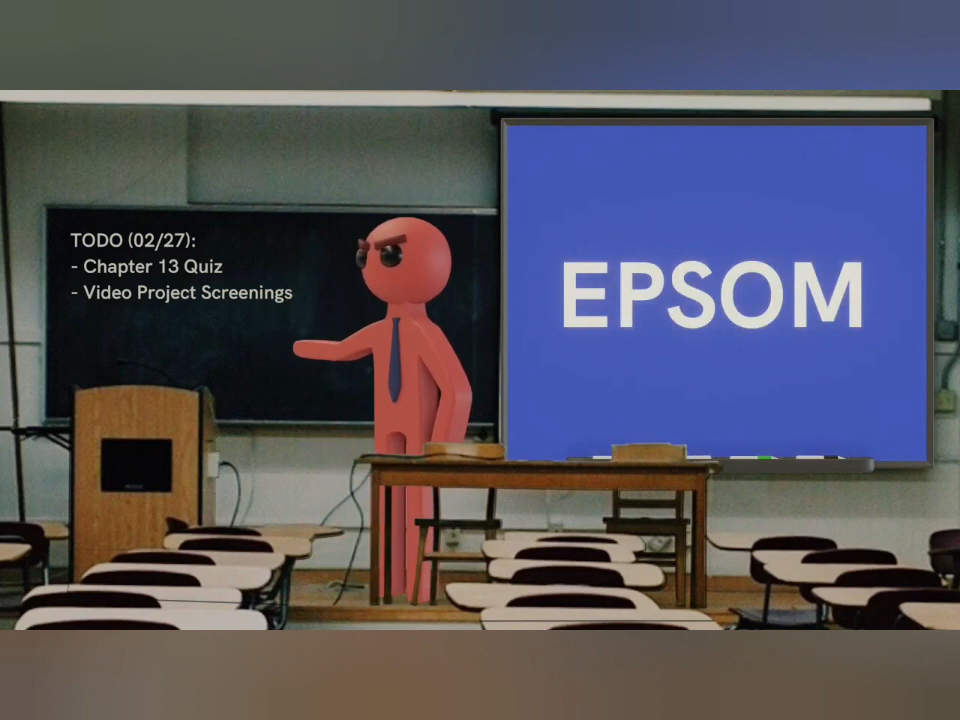 TODO (02/27):
- Chapter 13 Quiz
- Video Project Screenings
EPSOM